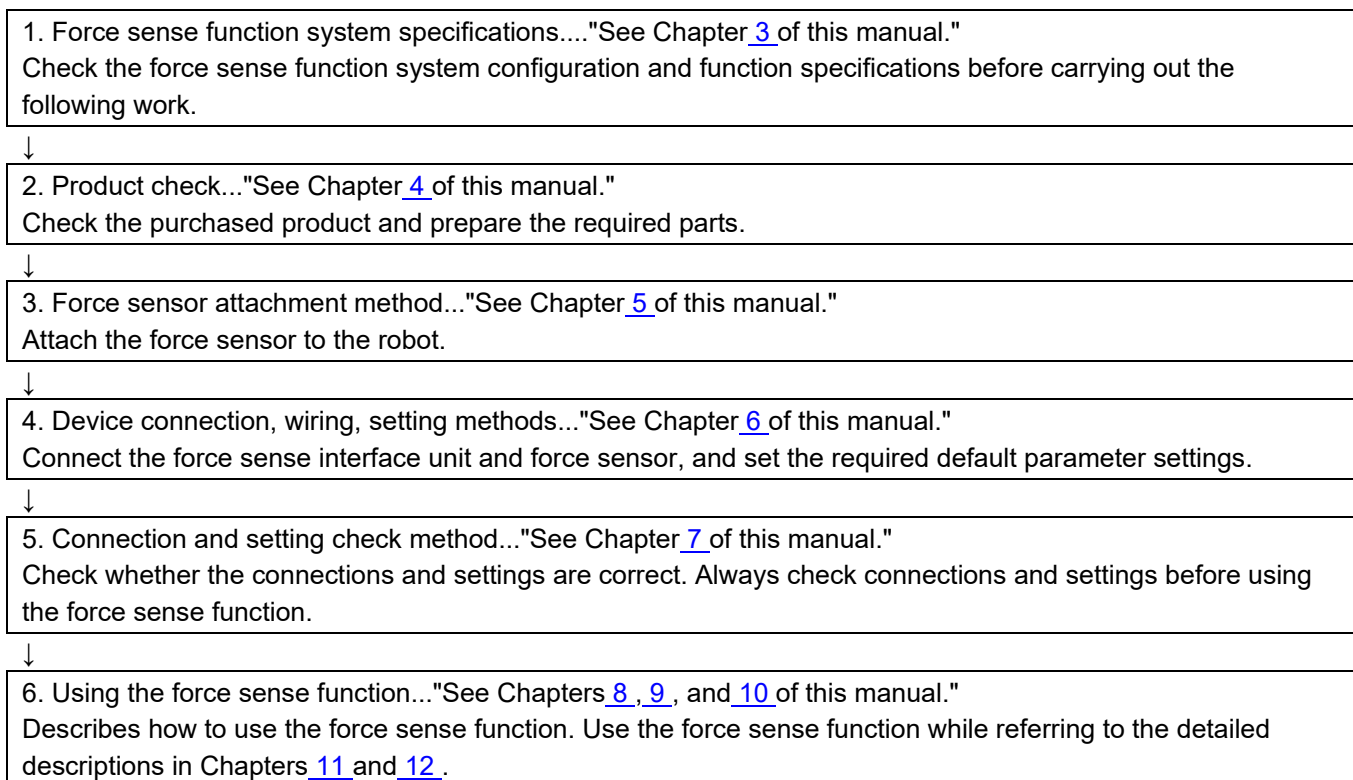 1. Force sense function system specifications...."See Chapter 3 of this manual."
Check the force sense function system configuration and function specifications before carrying out the
following work.
↓
2. Product check..."See Chapter 4 of this manual."
Check the purchased product and prepare the required parts.
↓
3. Force sensor attachment method..."See Chapter 5 of this manual."
Attach the force sensor to the robot.
↓
4. Device connection, wiring, setting methods..."See Chapter 6 of this manual."
Connect the force sense interface unit and force sensor, and set the required default parameter settings.
↓
5. Connection and setting check method..."See Chapter 7 of this manual."
Check whether the connections and settings are correct. Always check connections and settings before using
the force sense function.
↓
6. Using the force sense function..."See Chapters 8 , 9 , and 10 of this manual."
Describes how to use the force sense function. Use the force sense function while referring to the detailed
descriptions in Chapters 11 and 12 .